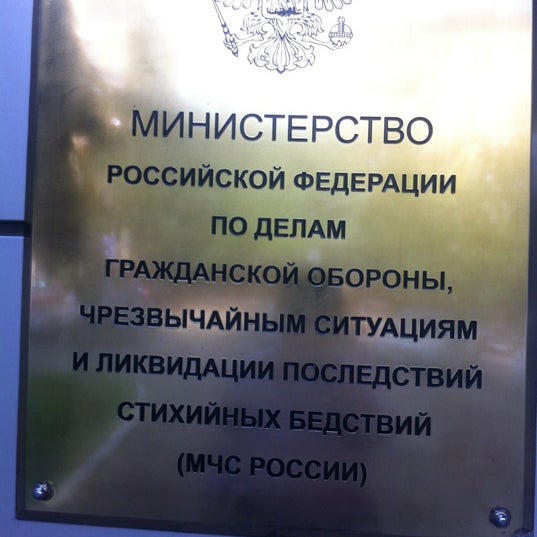 МИНИСТЕРСТВО
РОССИЙСКОЙ ФЕДЕРАЦИИ
ПО ДЕЛАМ
ГРАЖДАНСКОЙ ОБОРОНЫ,
ЧРЕЗВЫЧАЙНЫМ СИТУАЦИЯМ
И ЛИКВИДАЦИИ ПОСЛЕДСТВИЙ
СТИХИЙНЫХ БЕДСТВИЙ
(МЧС РОССИИ)